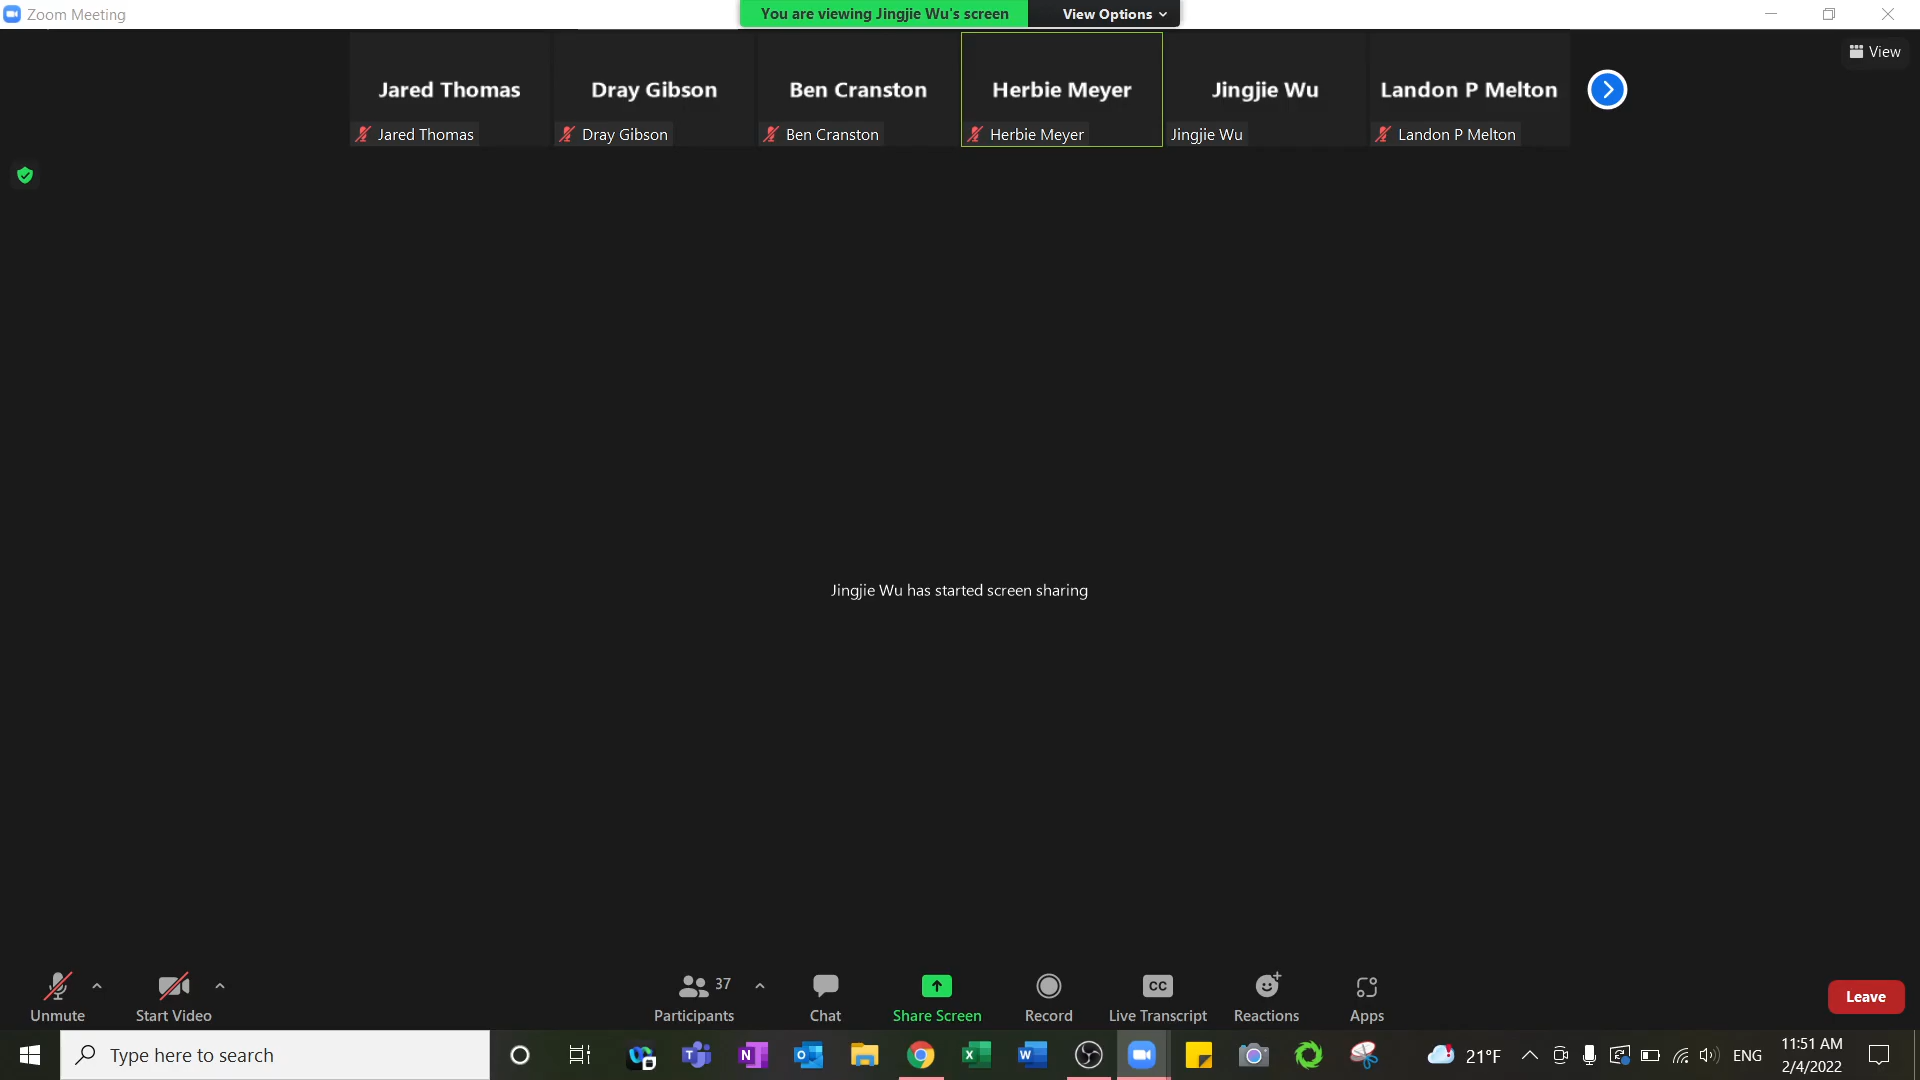 Zoom Meeting
You are viewing Jingjie Wu's screen
View Options
View
Jared Thomas
Dray Gibson
Ben Cranston
Herbie Meyer
Jingjie Wu
Landon P Melton
Jared Thomas
Dray Gibson
Ben Cranston
Herbie Meyer
Jingjie Wu
Landon P Melton
Jingjie Wu has started screen sharing
Unmute
Start Video
37
Participants
Chat
Share Screen
Record
CC
Live Transcript
Reactions
Apps
Leave
Type here to search
21°F
ENG
11:51 AM
2/4/2022